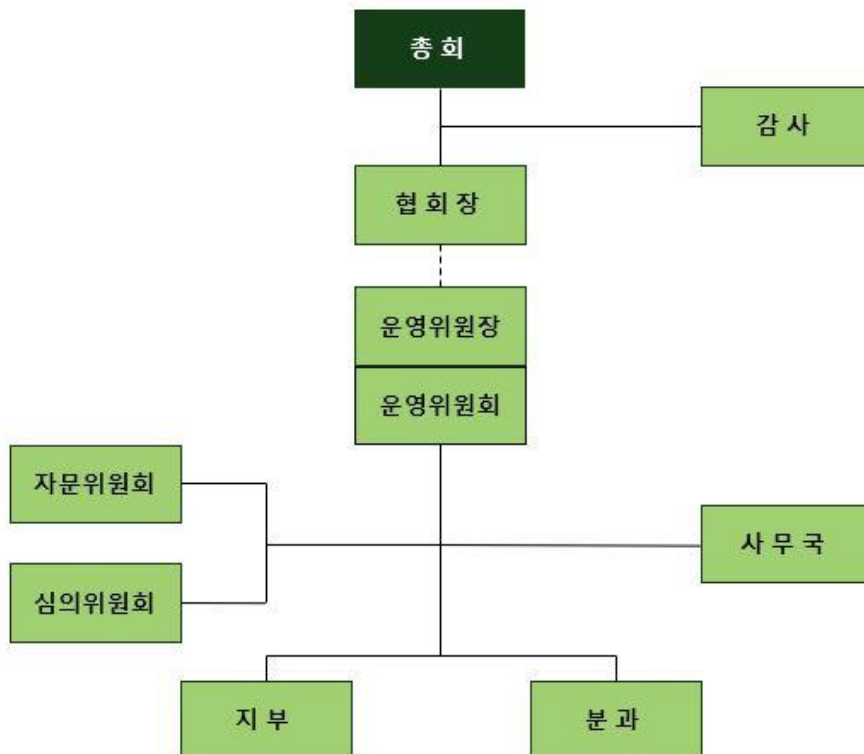 총 회
감 사
협 회 장
운영위원장
운영위원회
자문위원회
사 무 국
심의위원회
지 부
분 과